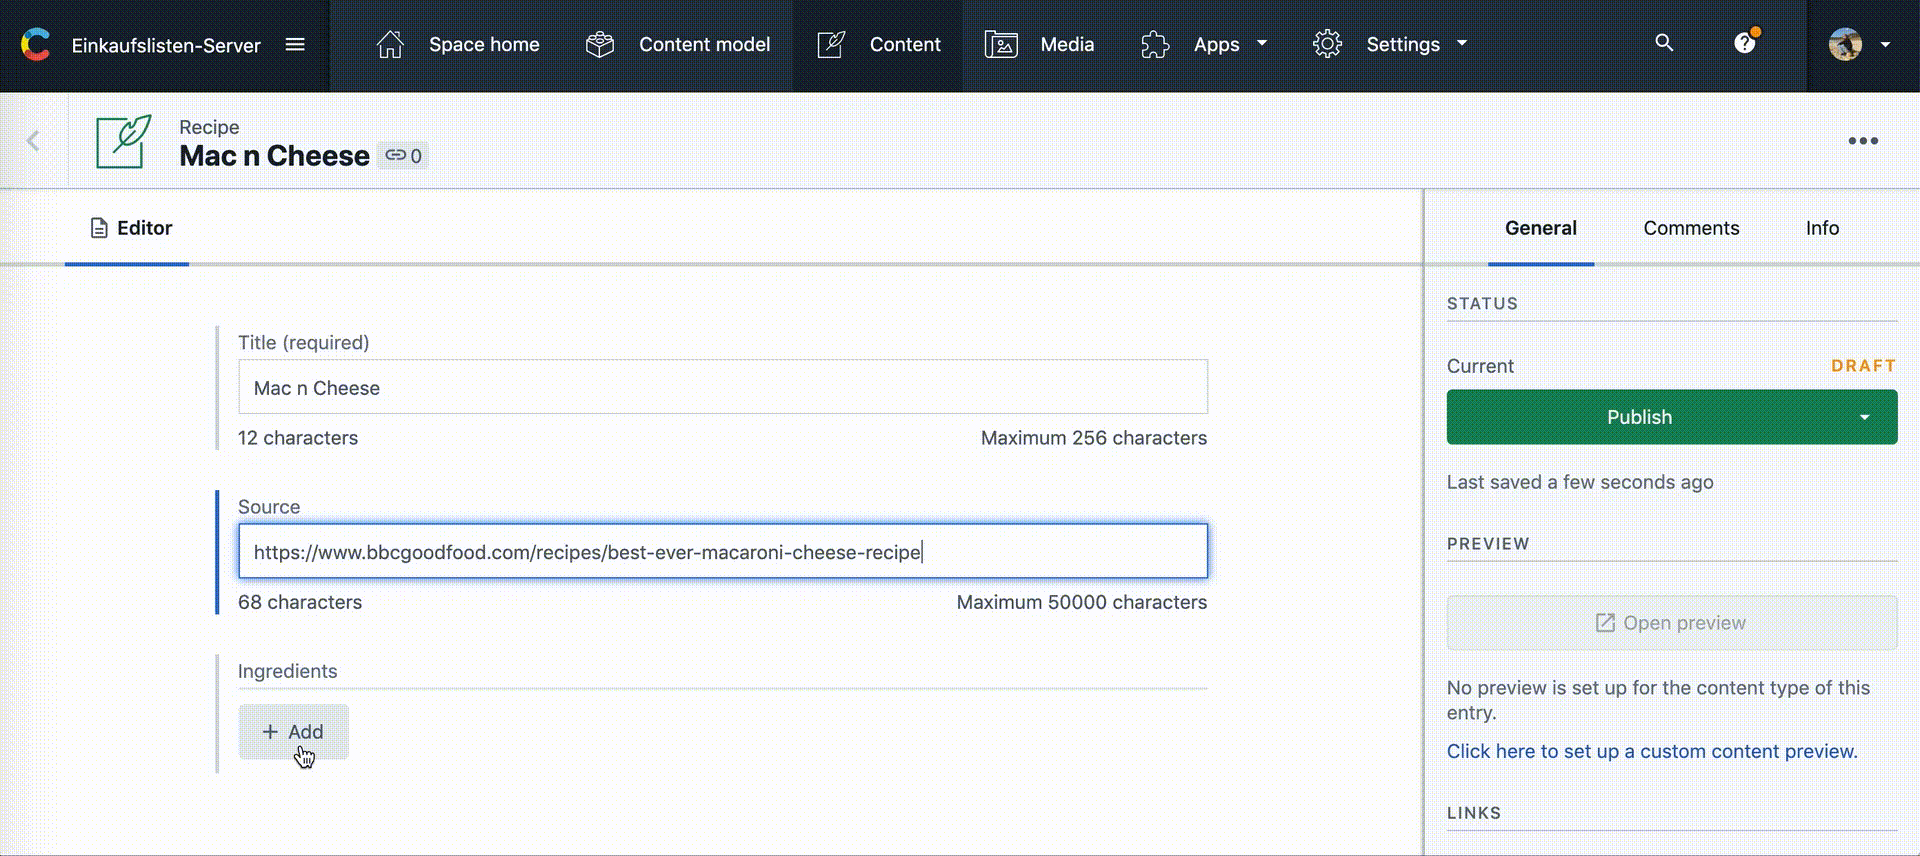 Einkaufslisten-Server
Space home
Content model
Content
Media
Apps
Settings
Recipe
Mac n Cheese 0
Editor
General
Comments
Info
Title (required)
Mac n Cheese
12 characters
Maximum 256 characters
Source
https://www.bbcgoodfood.com/recipes/best-ever-macaroni-cheese-recipe
68 characters
Maximum 50000 characters
Ingredients
+ Add
STATUS
Current DRAFT
Publish
Last saved a few seconds ago
PREVIEW
Open preview
No preview is set up for the content type of this
entry.
Click here to set up a custom content preview.
LINKS